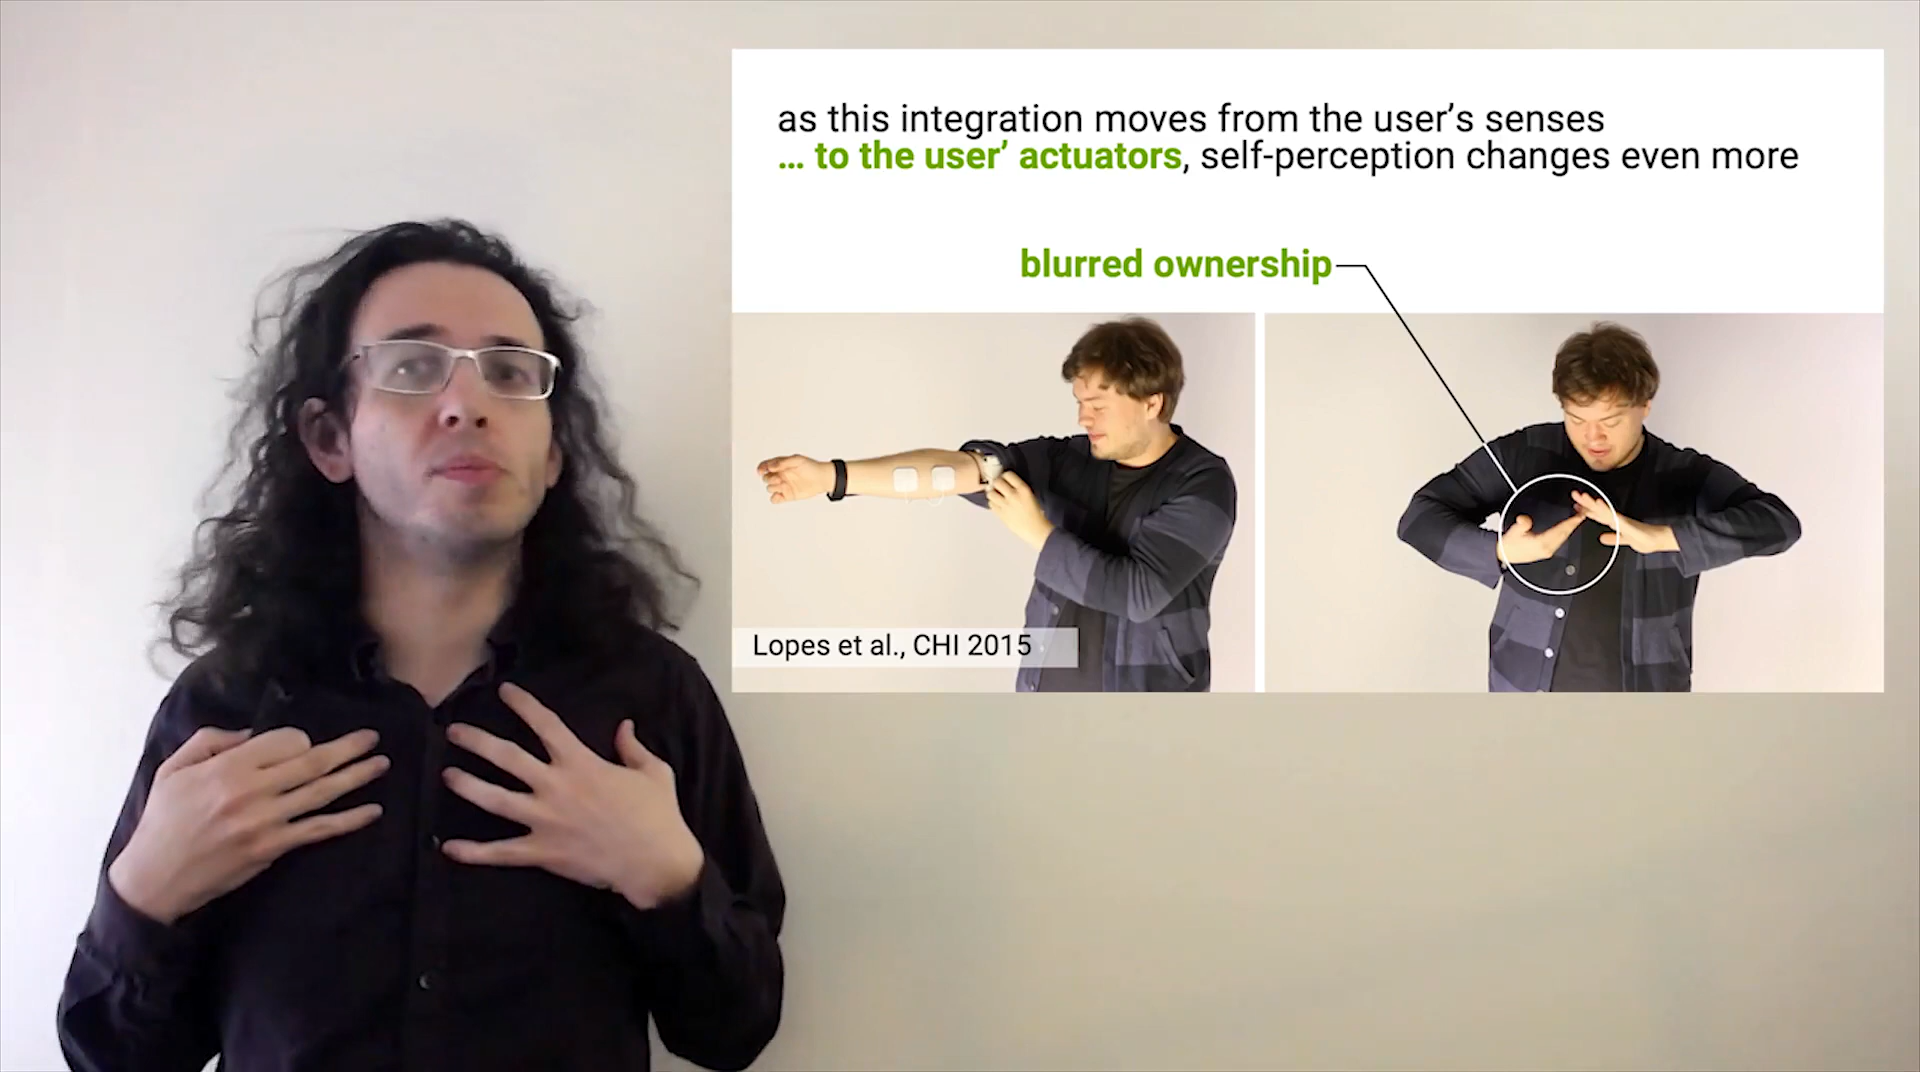 as this integration moves from the user’s senses
... to the user’ actuators, self-perception changes even more
blurred ownership
Lopes et al., CHI 2015